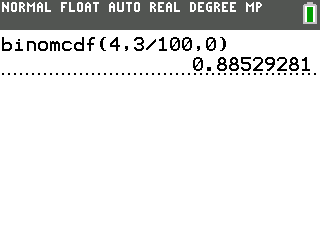 NORMAL FLOAT AUTO REAL DEGREE MP
binomcdf(4,3/100,0)
0.88529281